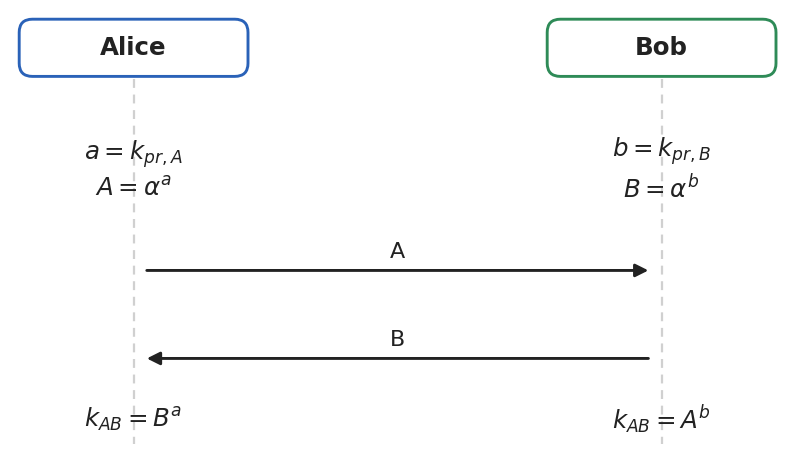 Alice
Bob
a = k_{pr,A}
b = k_{pr,B}
A = α^a
B = α^b
A
B
k_{AB} = B^a
k_{AB} = A^b